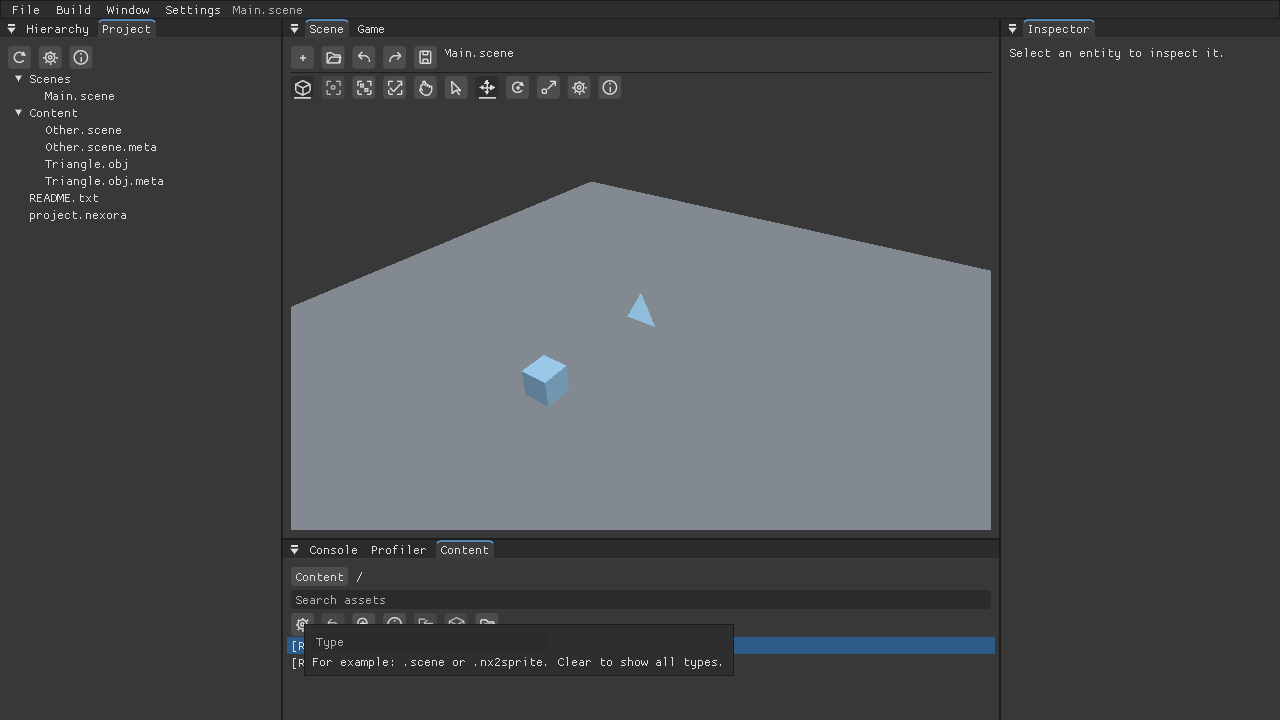 File Build Window Settings Main.scene
Hierarchy Project
Scene Game
Inspector
Main.scene
Select an entity to inspect it.
Scenes
Main.scene
Content
Other.scene
Other.scene.meta
Triangle.obj
Triangle.obj.meta
README.txt
project.nexora
Console Profiler Content
Content /
Search assets
Type
For example: .scene or .nx2sprite. Clear to show all types.